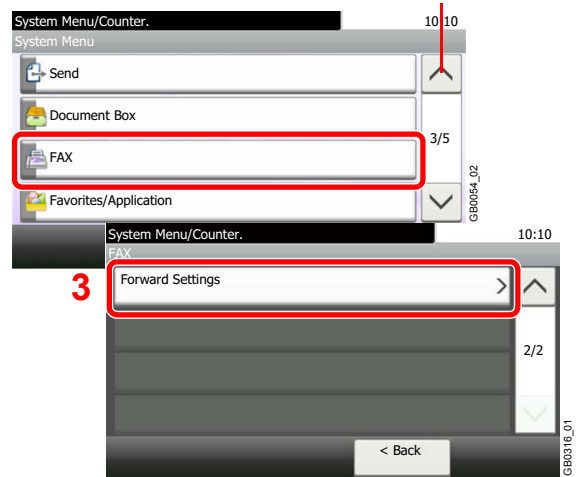 System Menu/Counter.
10:10
System Menu
Send
Document Box
3/5
FAX
Favorites/Application
GB0054_02
System Menu/Counter.
10:10
FAX
3
Forward Settings
2/2
< Back
GB0316_01